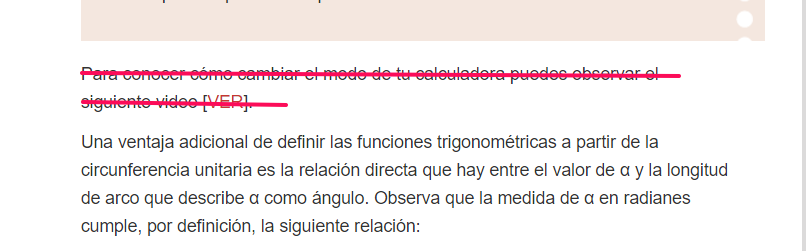 Para conocer cómo cambiar el modo de tu calculadora puedes observar el
siguiente video [VER].
Una ventaja adicional de definir las funciones trigonométricas a partir de la
circunferencia unitaria es la relación directa que hay entre el valor de α y la longitud
de arco que describe α como ángulo. Observa que la medida de α en radianes
cumple, por definición, la siguiente relación: